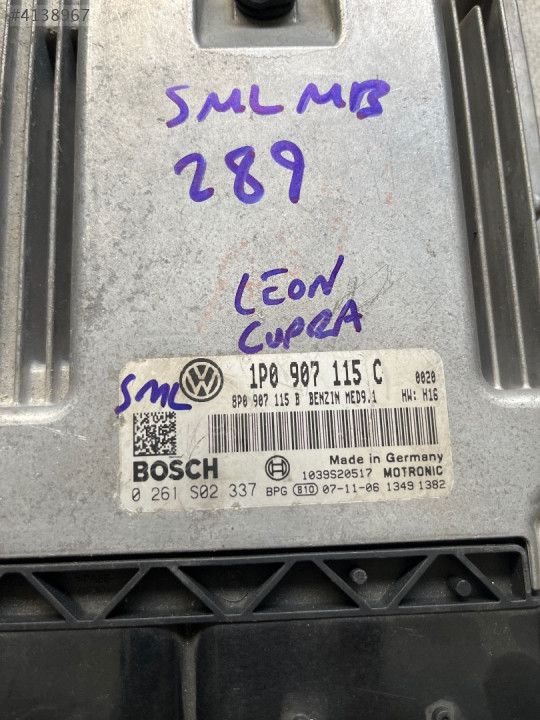 #4138967
SML MB
289
LEON
CUPRA
SML
1P0 907 115 C 0020
8P0 907 115 B BENZIN MED9.1 HW: H16
BOSCH
Made in Germany
1039S20517 MOTRONIC
0 261 S02 337 BPG 810 07-11-06 1349 1382